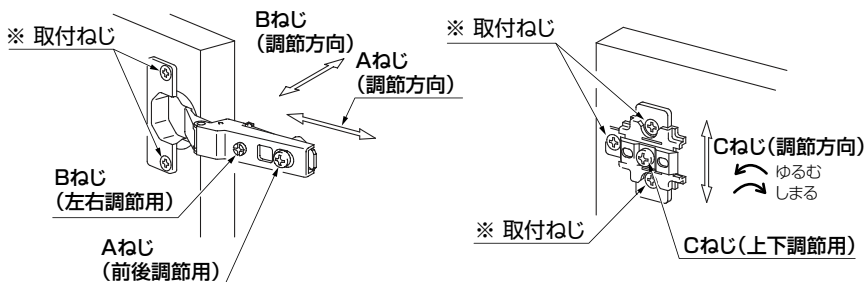 ※ 取付ねじ
Bねじ
(調節方向)
Aねじ
(調節方向)
Bねじ
(左右調節用)
Aねじ
(前後調節用)
※ 取付ねじ
Cねじ(調節方向)
ゆるむ
しまる
※ 取付ねじ
Cねじ(上下調節用)